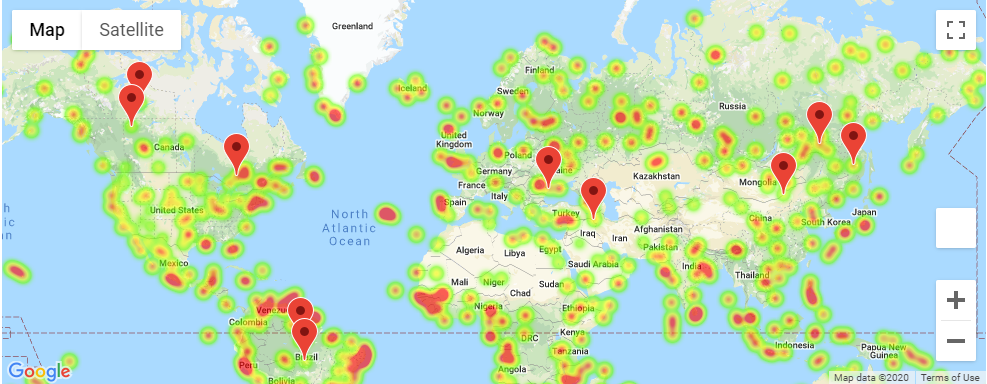 Map
Satellite
Greenland
Iceland
Finland
Sweden
Norway
Russia
United
Kingdom
Canada
Poland
Germany
Ukraine
Kazakhstan
France
Mongolia
Italy
Spain
United States
North
Atlantic
Ocean
Turkey
Japan
South Korea
China
Iraq
Iran
Afghanistan
Pakistan
Algeria
Libya
Egypt
Saudi Arabia
India
Mexico
Mali
Niger
Chad
Sudan
Thailand
Nigeria
Ethiopia
Venezuela
Colombia
DRC
Kenya
Tanzania
Indonesia
Papua New
Guinea
Brazil
Peru
Angola
Bolivia
Google
Map data ©2020
Terms of Use